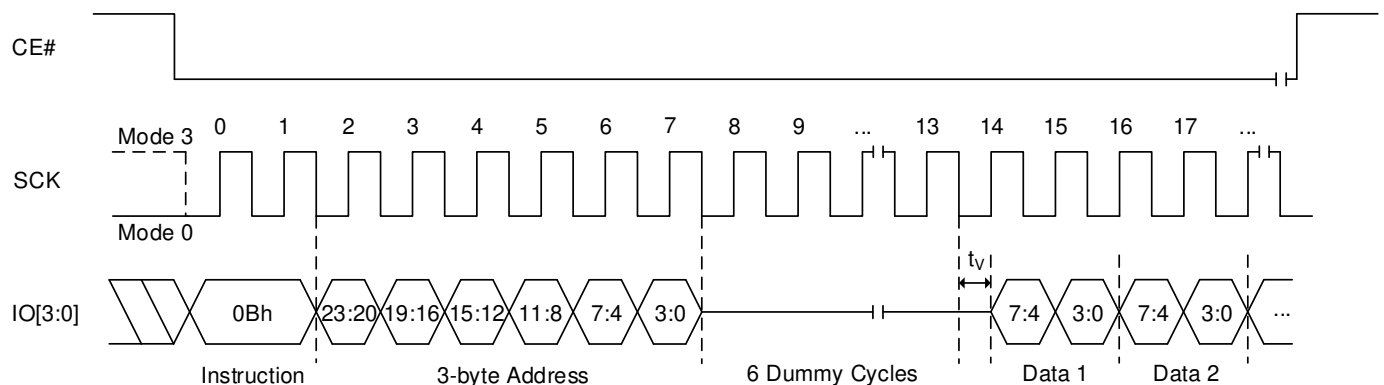 CE#
Mode 3
0 1 2 3 4 5 6 7 8 9 ... 13 14 15 16 17 ...
SCK
Mode 0
tV
IO[3:0] 0Bh 23:20 19:16 15:12 11:8 7:4 3:0 7:4 3:0 7:4 3:0 ...
Instruction 3-byte Address 6 Dummy Cycles Data 1 Data 2